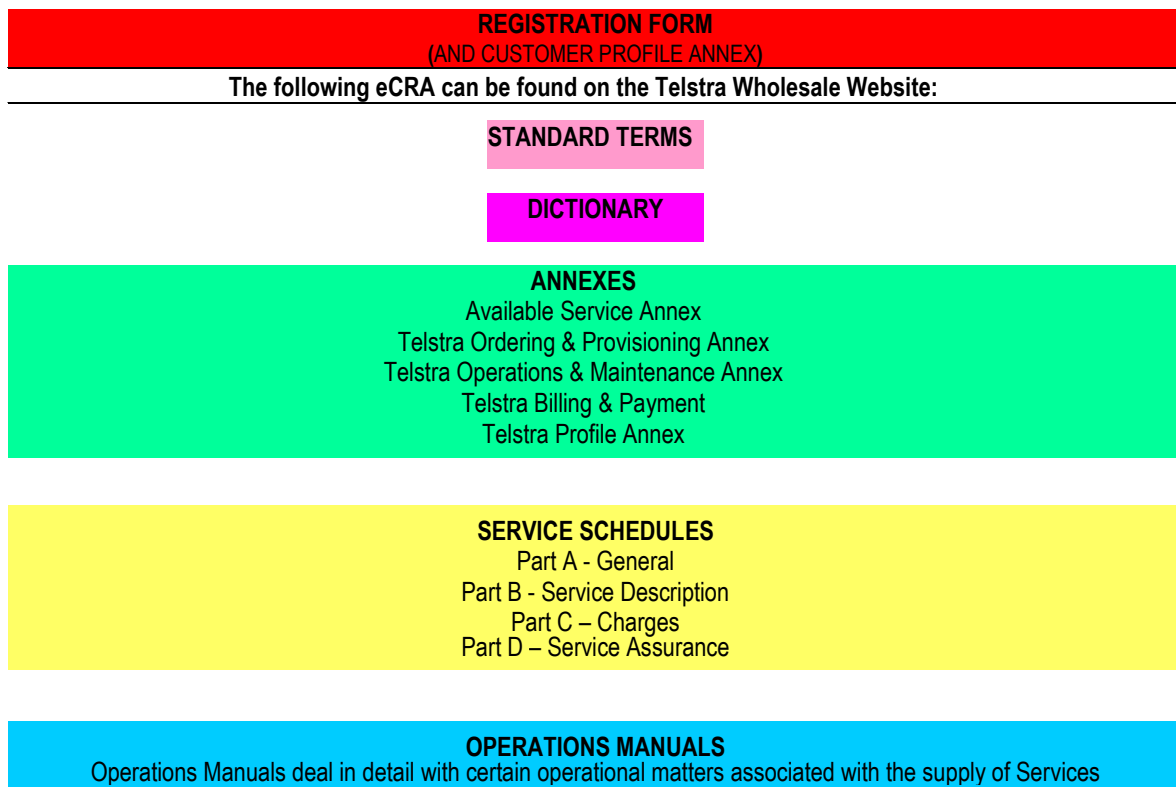 REGISTRATION FORM
(AND CUSTOMER PROFILE ANNEX)
The following eCRA can be found on the Telstra Wholesale Website:
STANDARD TERMS
DICTIONARY
ANNEXES
Available Service Annex
Telstra Ordering & Provisioning Annex
Telstra Operations & Maintenance Annex
Telstra Billing & Payment
Telstra Profile Annex
SERVICE SCHEDULES
Part A - General
Part B - Service Description
Part C – Charges
Part D – Service Assurance
OPERATIONS MANUALS
Operations Manuals deal in detail with certain operational matters associated with the supply of Services